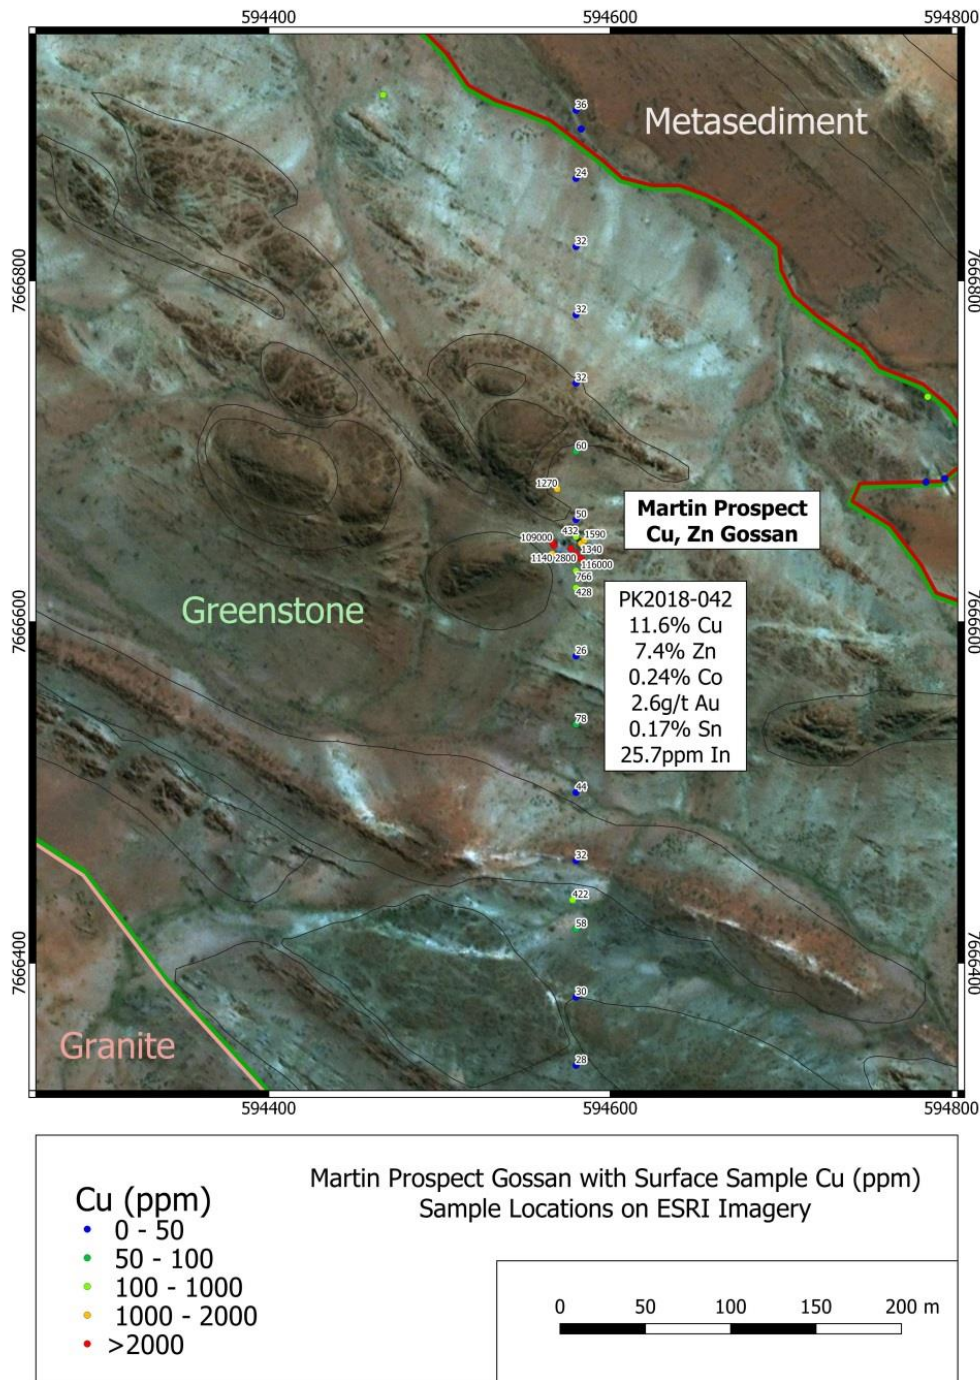 594400
594600
594800
36
Metasediment
24
32
7666800
7666800
32
32
60
1270
50
Martin Prospect
Cu, Zn Gossan
432
1590
109000
1340
1140
2800
116000
766
428
PK2018-042
11.6% Cu
7.4% Zn
0.24% Co
2.6g/t Au
0.17% Sn
25.7ppm In
Greenstone
7666600
7666600
26
78
44
32
422
58
7666400
7666400
30
Granite
28
594400
594600
594800
Martin Prospect Gossan with Surface Sample Cu (ppm)
Sample Locations on ESRI Imagery
Cu (ppm)
0 - 50
50 - 100
100 - 1000
1000 - 2000
>2000
0 50 100 150 200 m